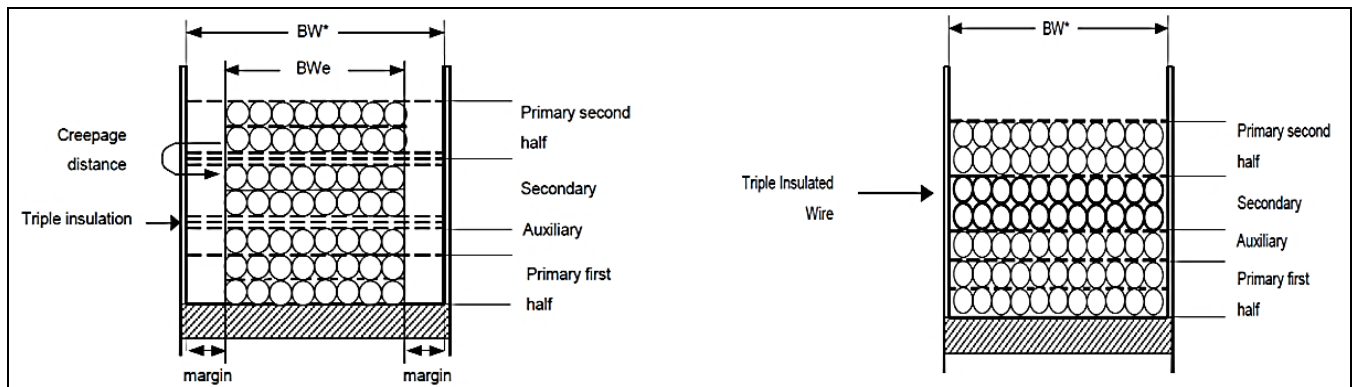 BW*
BWe
Creepage
distance
Triple insulation
Primary second
half
Secondary
Auxiliary
Primary first
half
margin
margin
BW*
Triple Insulated
Wire
Primary second
half
Secondary
Auxiliary
Primary first
half